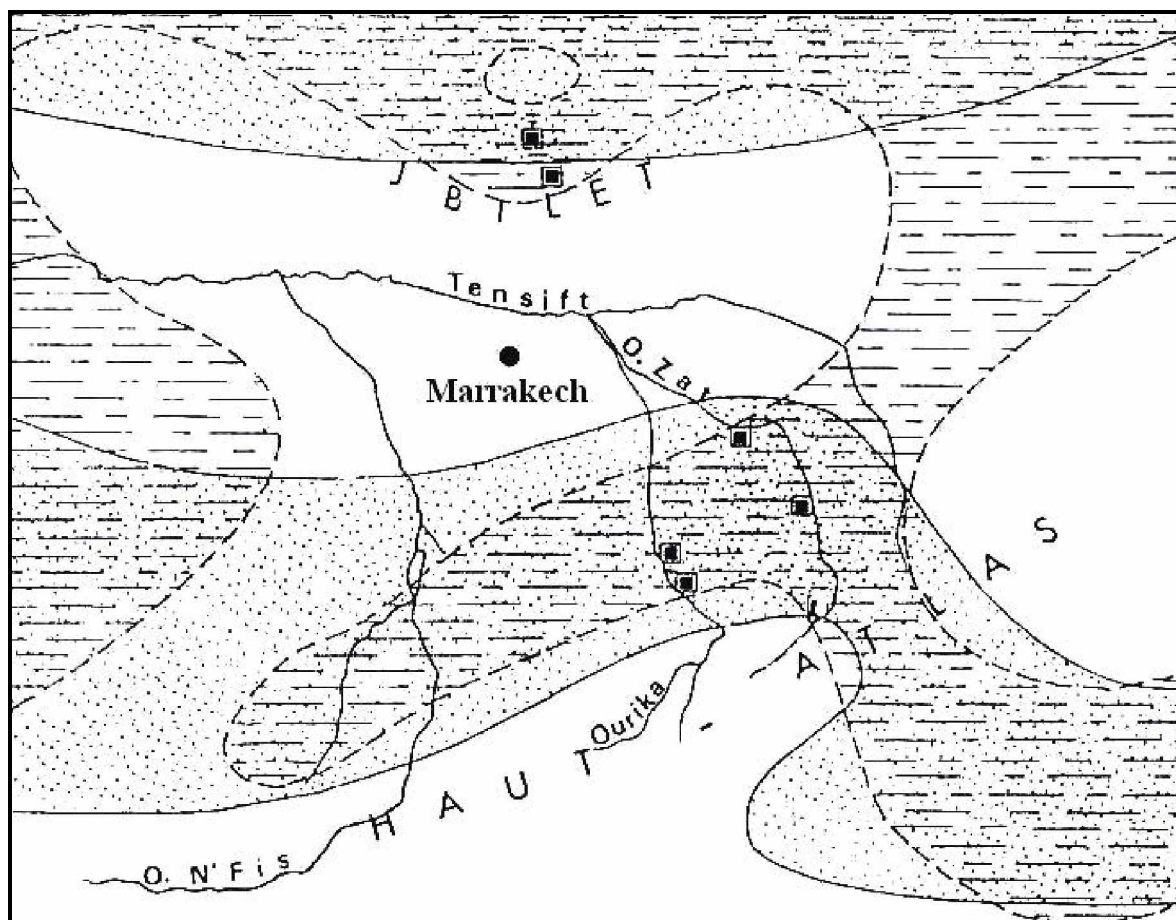 JBILET
Tensift
O. Zat
Marrakech
Ourika
HAUT ATLAS
O. N'Fis